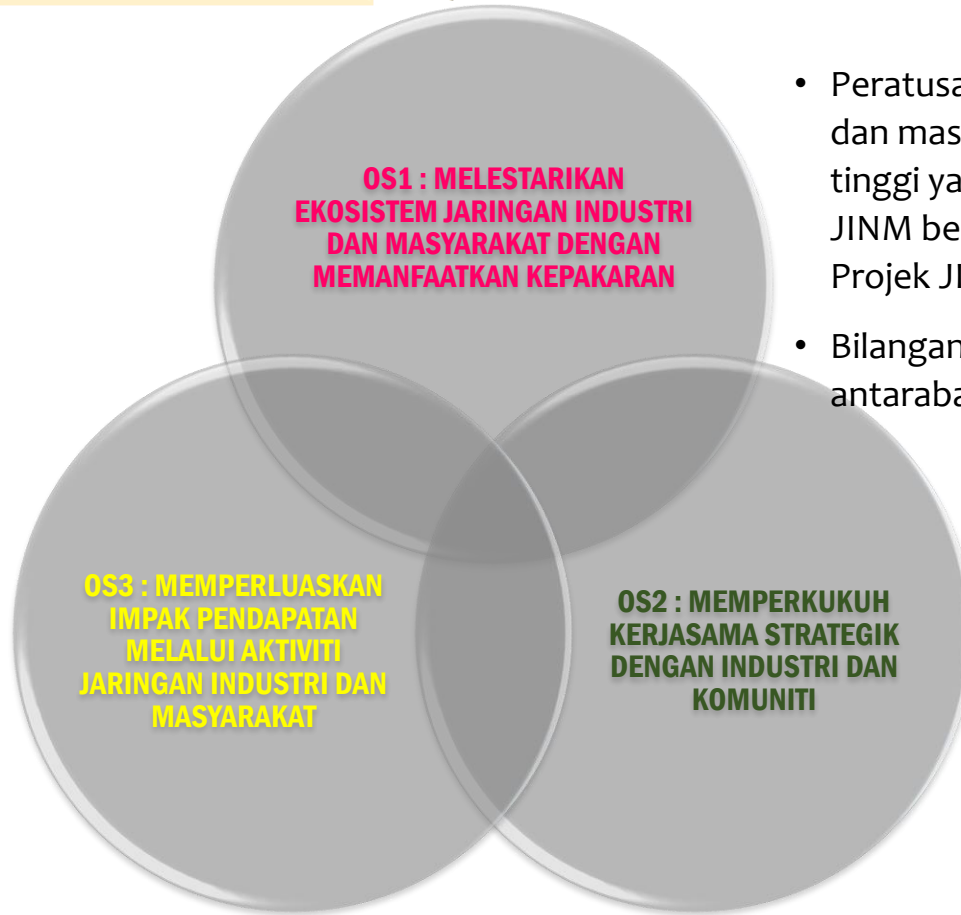 OS1 : MELESTARIKAN
EKOSISTEM JARINGAN INDUSTRI
DAN MASYARAKAT DENGAN
MEMANFAATKAN KEPAKARAN
• Peratusa
dan mas
tinggi ya
JINM be
Projek
• Bilangan
antaraba
OS3 : MEMPERLUASKAN
IMPAK PENDAPATAN
MELALUI AKTIVITI
JARINGAN INDUSTRI DAN
MASYARAKAT
OS2 : MEMPERKUKUH
KERJASAMA STRATEGIK
DENGAN INDUSTRI DAN
KOMUNITI